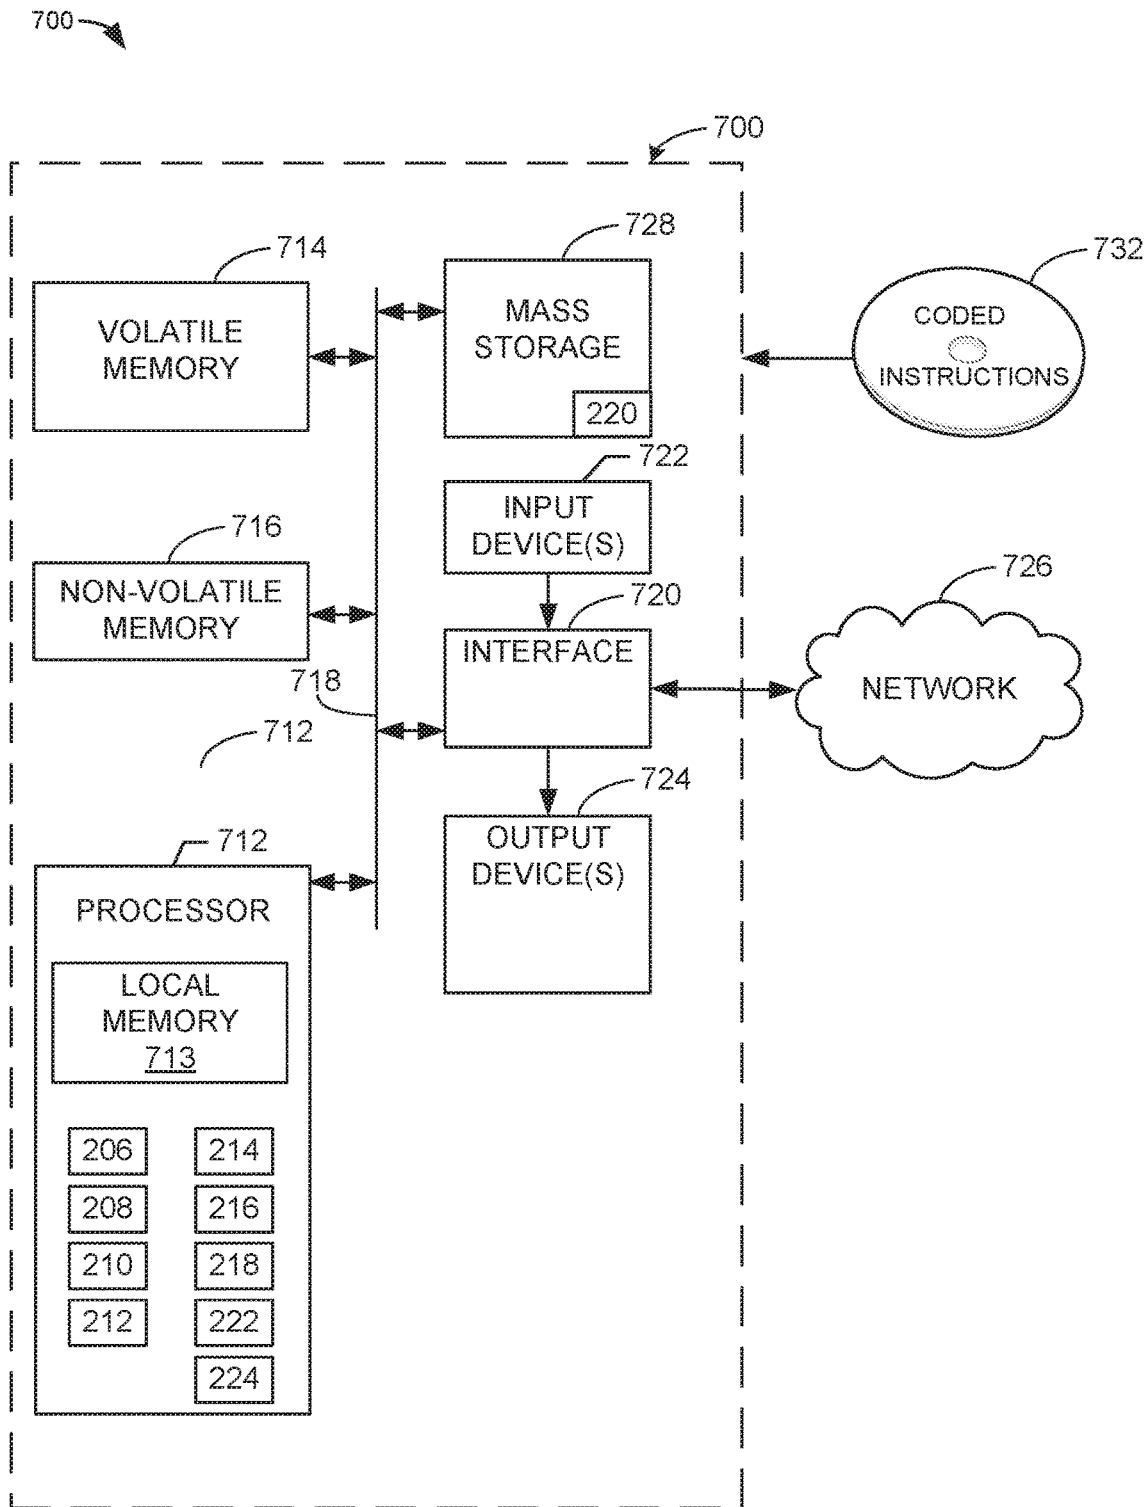 700
700
714
VOLATILE
MEMORY
728
MASS
STORAGE
220
732
CODED
INSTRUCTIONS
722
INPUT
DEVICE(S)
716
NON-VOLATILE
MEMORY
720
INTERFACE
726
NETWORK
718
712
724
OUTPUT
DEVICE(S)
712
PROCESSOR
LOCAL
MEMORY
713
206
214
208
216
210
218
212
222
224